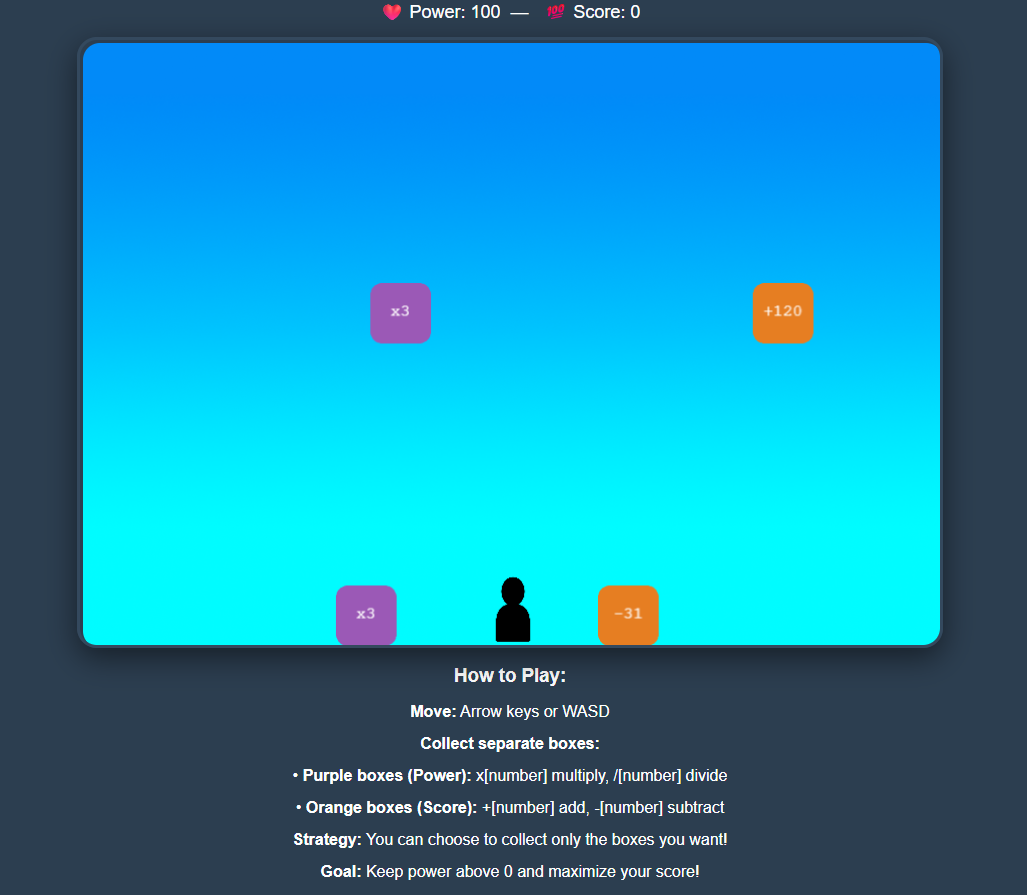 💗 Power: 100 — 💯 Score: 0
x3
+120
x3
-31
How to Play:
Move: Arrow keys or WASD
Collect separate boxes:
• Purple boxes (Power): x[number] multiply, /[number] divide
• Orange boxes (Score): +[number] add, -[number] subtract
Strategy: You can choose to collect only the boxes you want!
Goal: Keep power above 0 and maximize your score!